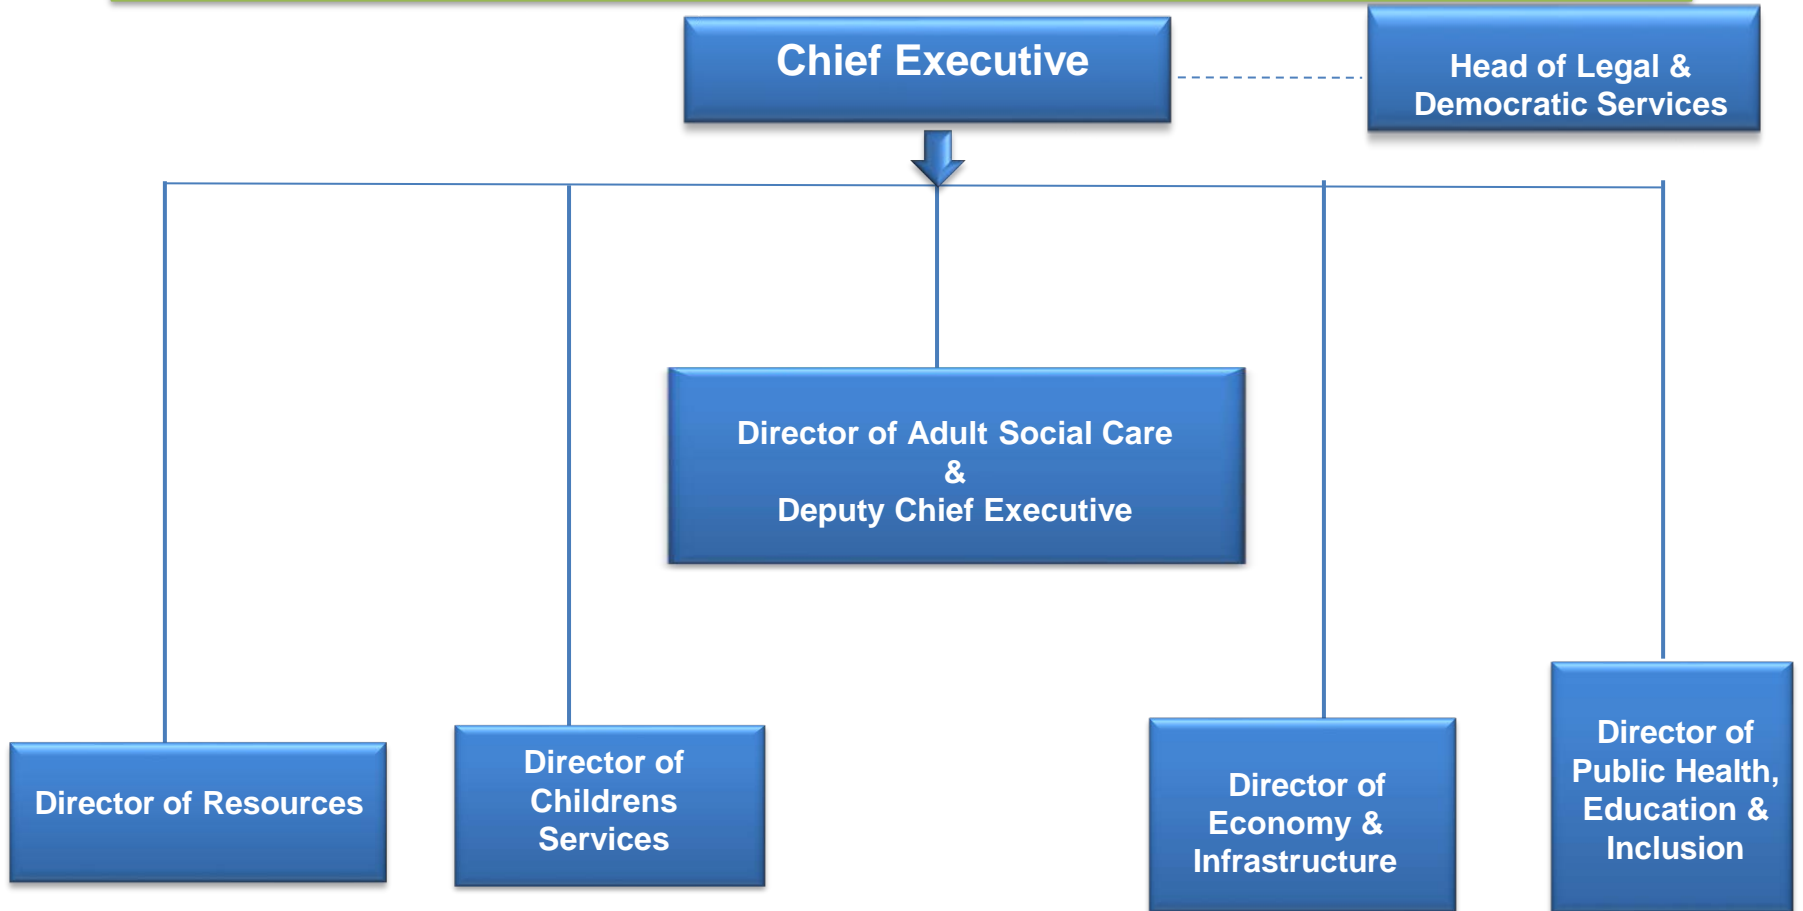 Chief Executive
Head of Legal &
Democratic Services
Director of Adult Social Care
&
Deputy Chief Executive
Director of Resources
Director of
Childrens
Services
Director of
Economy &
Infrastructure
Director of
Public Health,
Education &
Inclusion